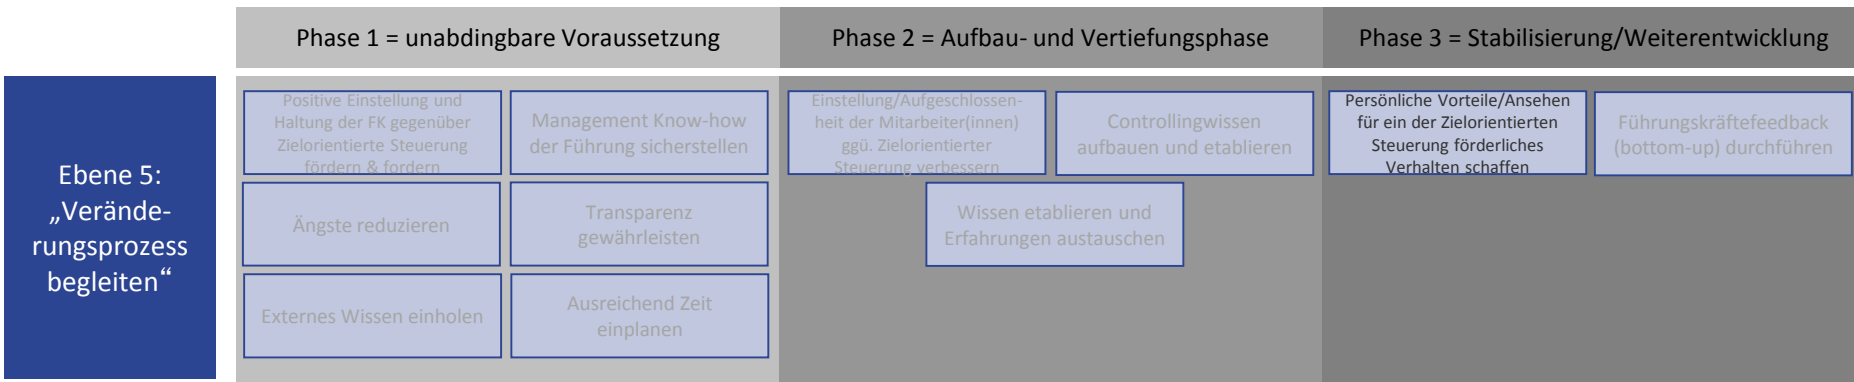 Phase 1 = unabdingbare Voraussetzung
Phase 2 = Aufbau- und Vertiefungsphase
Phase 3 = Stabilisierung/Weiterentwicklung
Ebene 5:
„Verände-
rungsprozess
begleiten“
Positive Einstellung und
Haltung der FK gegenüber
Zielorientierte Steuerung
fördern & fordern
Management Know-how
der Führung sicherstellen
Ängste reduzieren
Transparenz
gewährleisten
Externes Wissen einholen
Ausreichend Zeit
einplanen
Einstellung/Aufgeschlossen-
heit der Mitarbeiter(innen)
ggü. Zielorientierter
Steuerung verbessern
Controllingwissen
aufbauen und etablieren
Wissen etablieren und
Erfahrungen austauschen
Persönliche Vorteile/Ansehen
für ein der Zielorientierten
Steuerung förderliches
Verhalten schaffen
Führungskräftefeedback
(bottom-up) durchführen